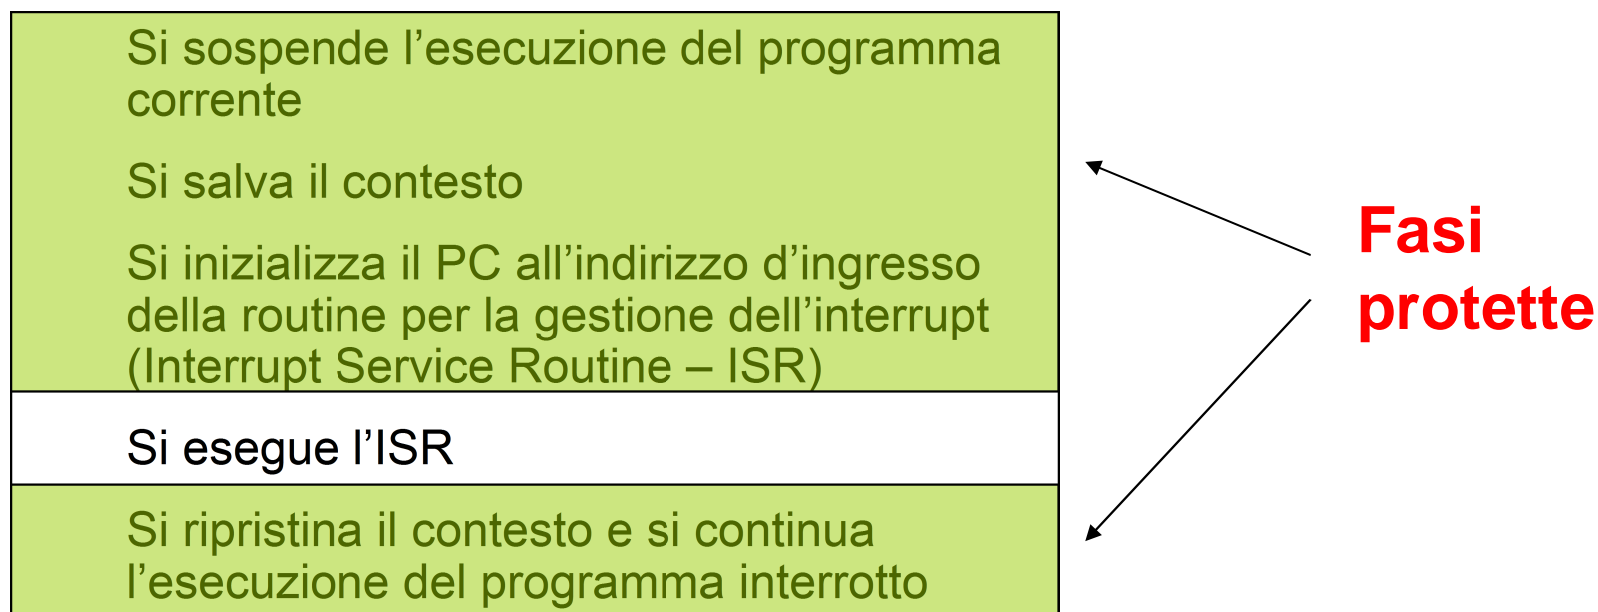 Si sospende l’esecuzione del programma
corrente
Si salva il contesto
Si inizializza il PC all’indirizzo d’ingresso
della routine per la gestione dell’interrupt
(Interrupt Service Routine – ISR)
Si esegue l’ISR
Si ripristina il contesto e si continua
l’esecuzione del programma interrotto
Fasi
protette